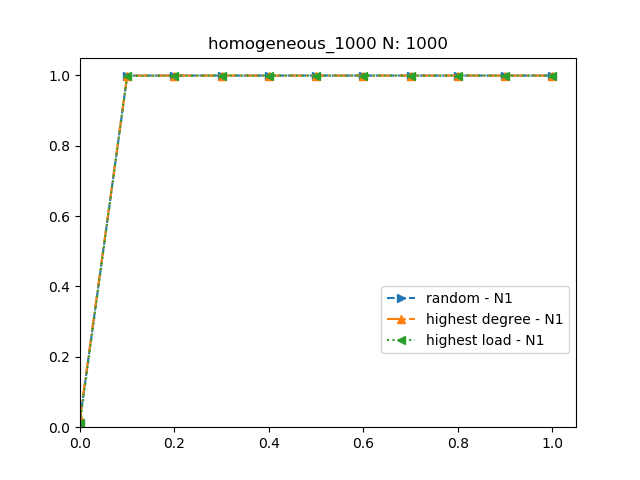 homogeneous_1000 N: 1000
1.0
0.8
0.6
0.4
0.2
0.0
random - N1
highest degree - N1
highest load - N1
0.0 0.2 0.4 0.6 0.8 1.0